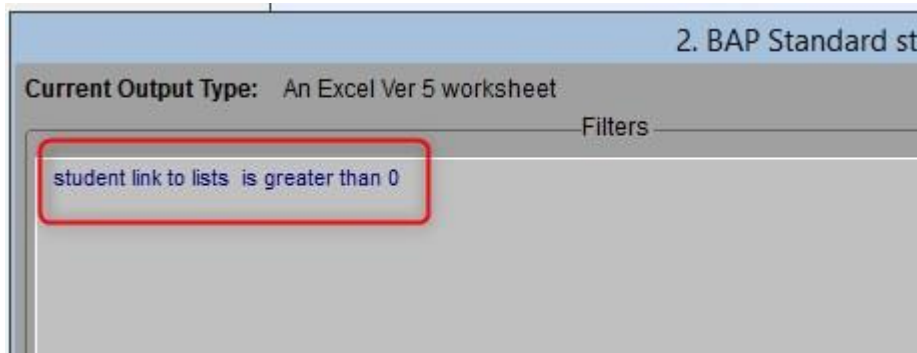 2. BAP Standard st
Current Output Type: An Excel Ver 5 worksheet
Filters
student link to lists is greater than 0